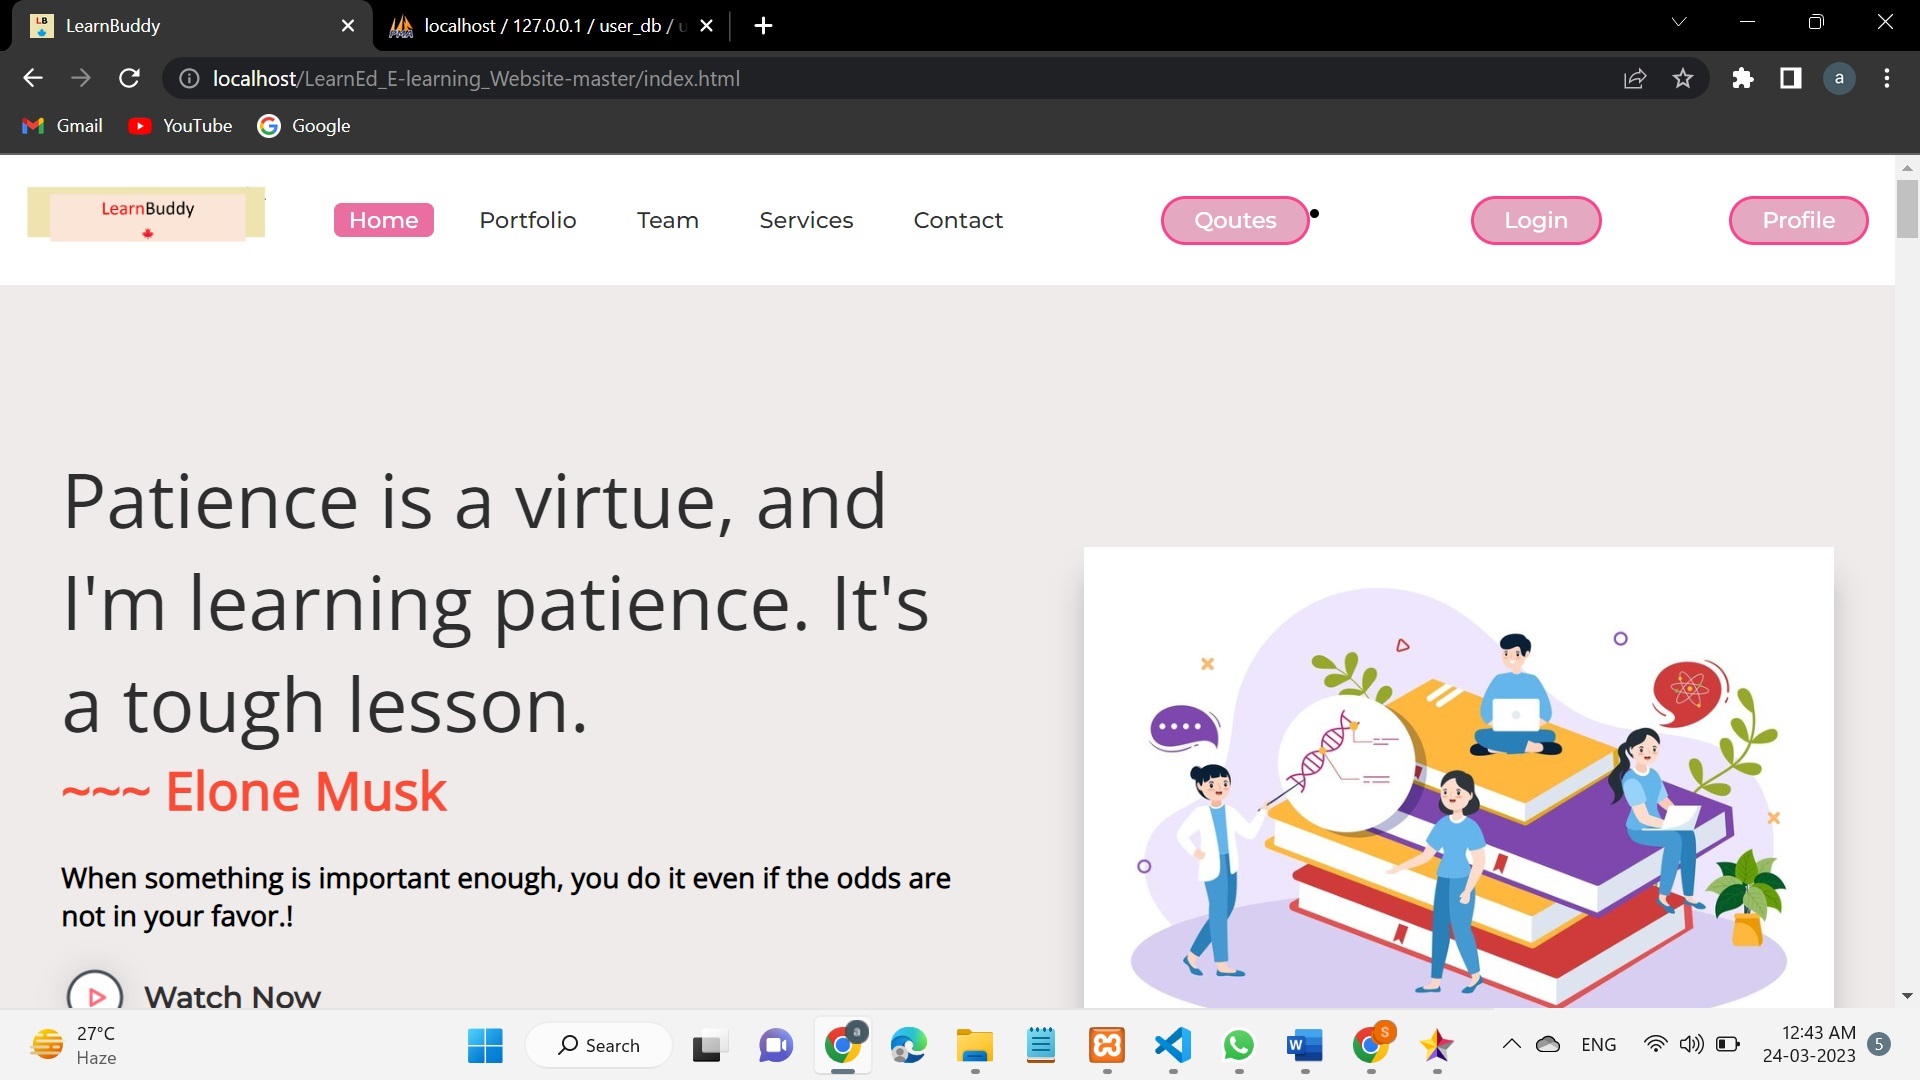 LB
LearnBuddy
localhost / 127.0.0.1 / user_db / u
localhost/LearnEd_E-learning_Website-master/index.html
a
Gmail
YouTube
Google
LearnBuddy
Home
Portfolio
Team
Services
Contact
Qoutes
Login
Profile
Patience is a virtue, and
I'm learning patience. It's
a tough lesson.
~~~ Elone Musk
When something is important enough, you do it even if the odds are
not in your favor.!
Watch Now
27°C
Haze
Search
a
W
S
ENG
12:43 AM
24-03-2023
5